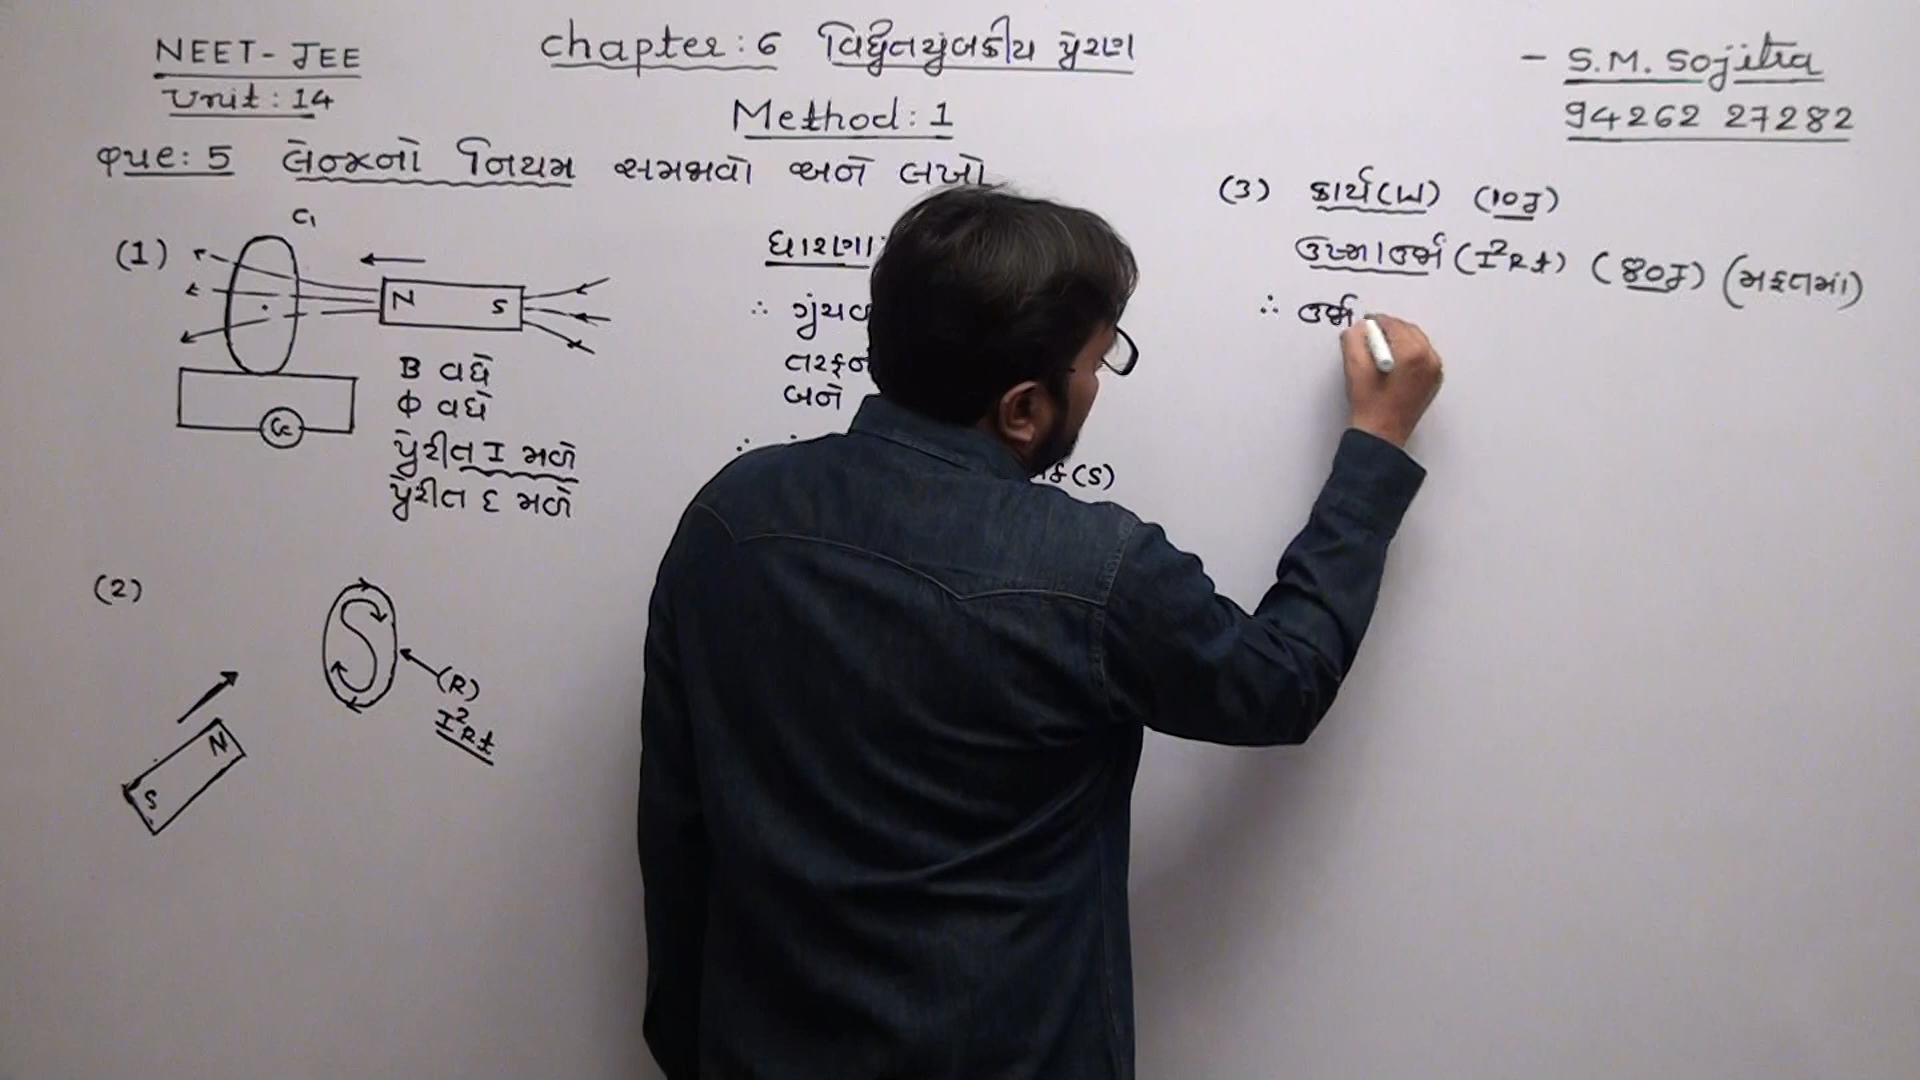 NEET- JEE
Unit: 14
Chapter: 6 વિદ્યુતચુંબકીય પ્રેરણ
Method: 1
- S.M. Sojitra
94262 27282
પ્રશ્ન: 5 લેન્ઝનો નિયમ સમજાવો અને લખો
(1)
C1
N S
G
B વધે
Φ વધે
પ્રેરીત I મળે
પ્રેરીત ε મળે
(2)
S
N
S
(R)
I²Rt
ધારણા
∴
તરફ
બને
∴
(S)
(3) કાર્ય(W) (10J)
ઉષ્માઉર્જા (I²Rt) (80J) (મફતમાં)
∴ ઉર્જા